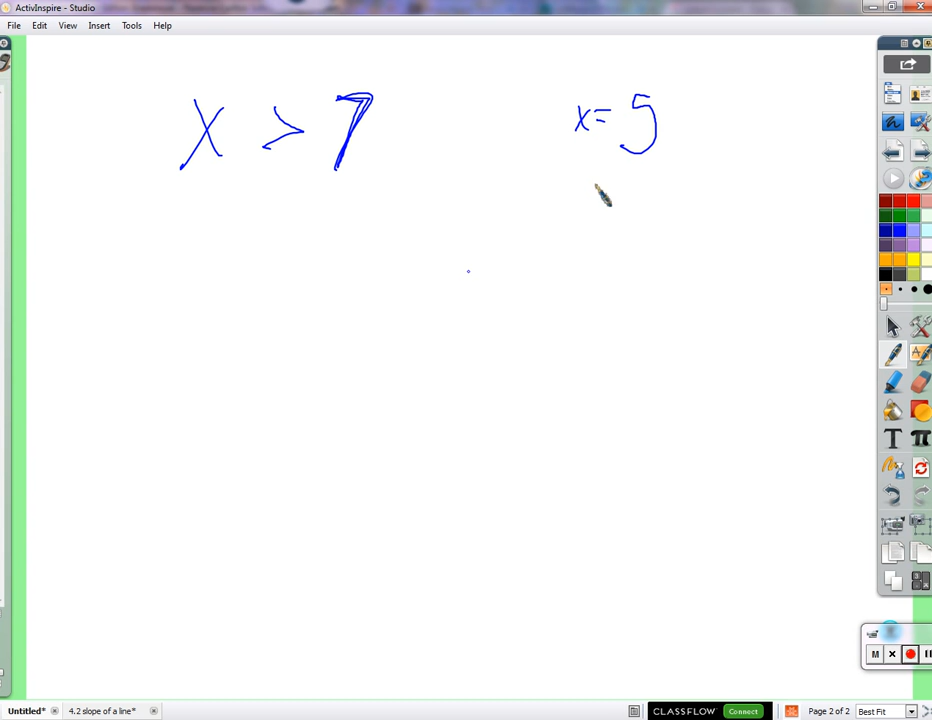 ActivInspire - Studio
File Edit View Insert Tools Help
X > 7
x = 5
M
Untitled* 4.2 slope of a line* CLASSFLOW Connect Page 2 of 2 Best Fit